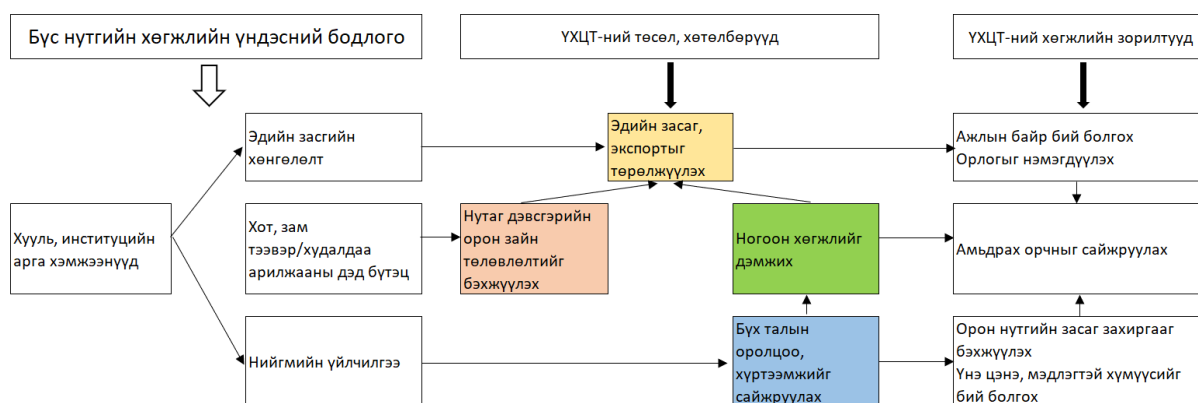 Бүс нутгийн хөгжлийн үндэсний бодлого
ҮХЦТ-ний төсөл, хөтөлбөрүүд
ҮХЦТ-ний хөгжлийн зорилтууд
Эдийн засгийн
хөнгөлөлт
Эдийн засаг,
экспортыг
төрөлжүүлэх
Ажлын байр бий болгох
Орлогыг нэмэгдүүлэх
Хууль, институцийн
арга хэмжээнүүд
Хот, зам
тээвэр/худалдаа
арилжааны дэд бүтэц
Нутаг дэвсгэрийн
орон зайн
төлөвлөлтийг
бэхжүүлэх
Ногоон хөгжлийг
дэмжих
Амьдрах орчныг сайжруулах
Нийгмийн үйлчилгээ
Бүх талын
оролцоо,
хүртээмжийг
сайжруулах
Орон нутгийн засаг захиргааг
бэхжүүлэх
Үнэ цэнэ, мэдлэгтэй хүмүүсийг
бий болгох